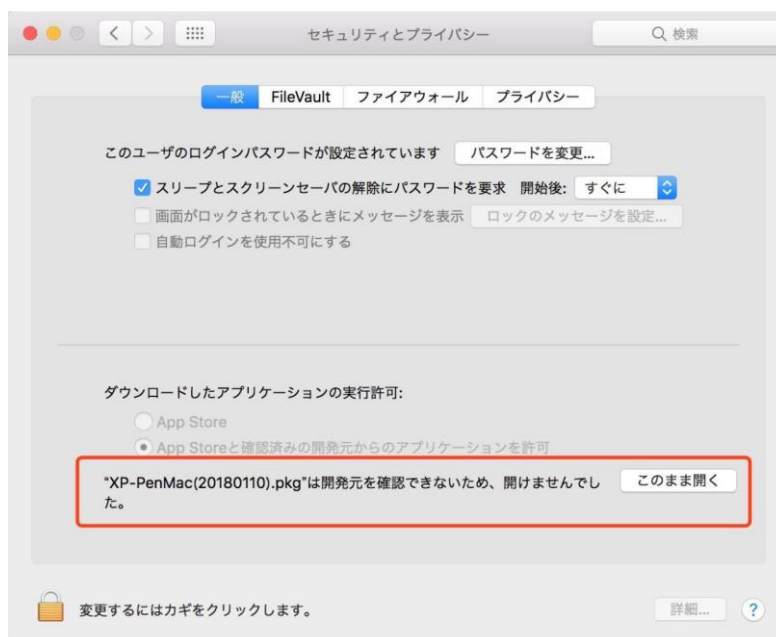 セキュリティとプライバシー
検索
一般 FileVault ファイアウォール プライバシー
このユーザのログインパスワードが設定されています パスワードを変更...
スリープとスクリーンセーバの解除にパスワードを要求 開始後: すぐに
画面がロックされているときにメッセージを表示 ロックのメッセージを設定...
自動ログインを使用不可にする
ダウンロードしたアプリケーションの実行許可:
App Store
App Storeと確認済みの開発元からのアプリケーションを許可
"XP-PenMac(20180110).pkg"は開発元を確認できないため、開けませんでし
た。
このまま開く
変更するにはカギをクリックします。
詳細...
?